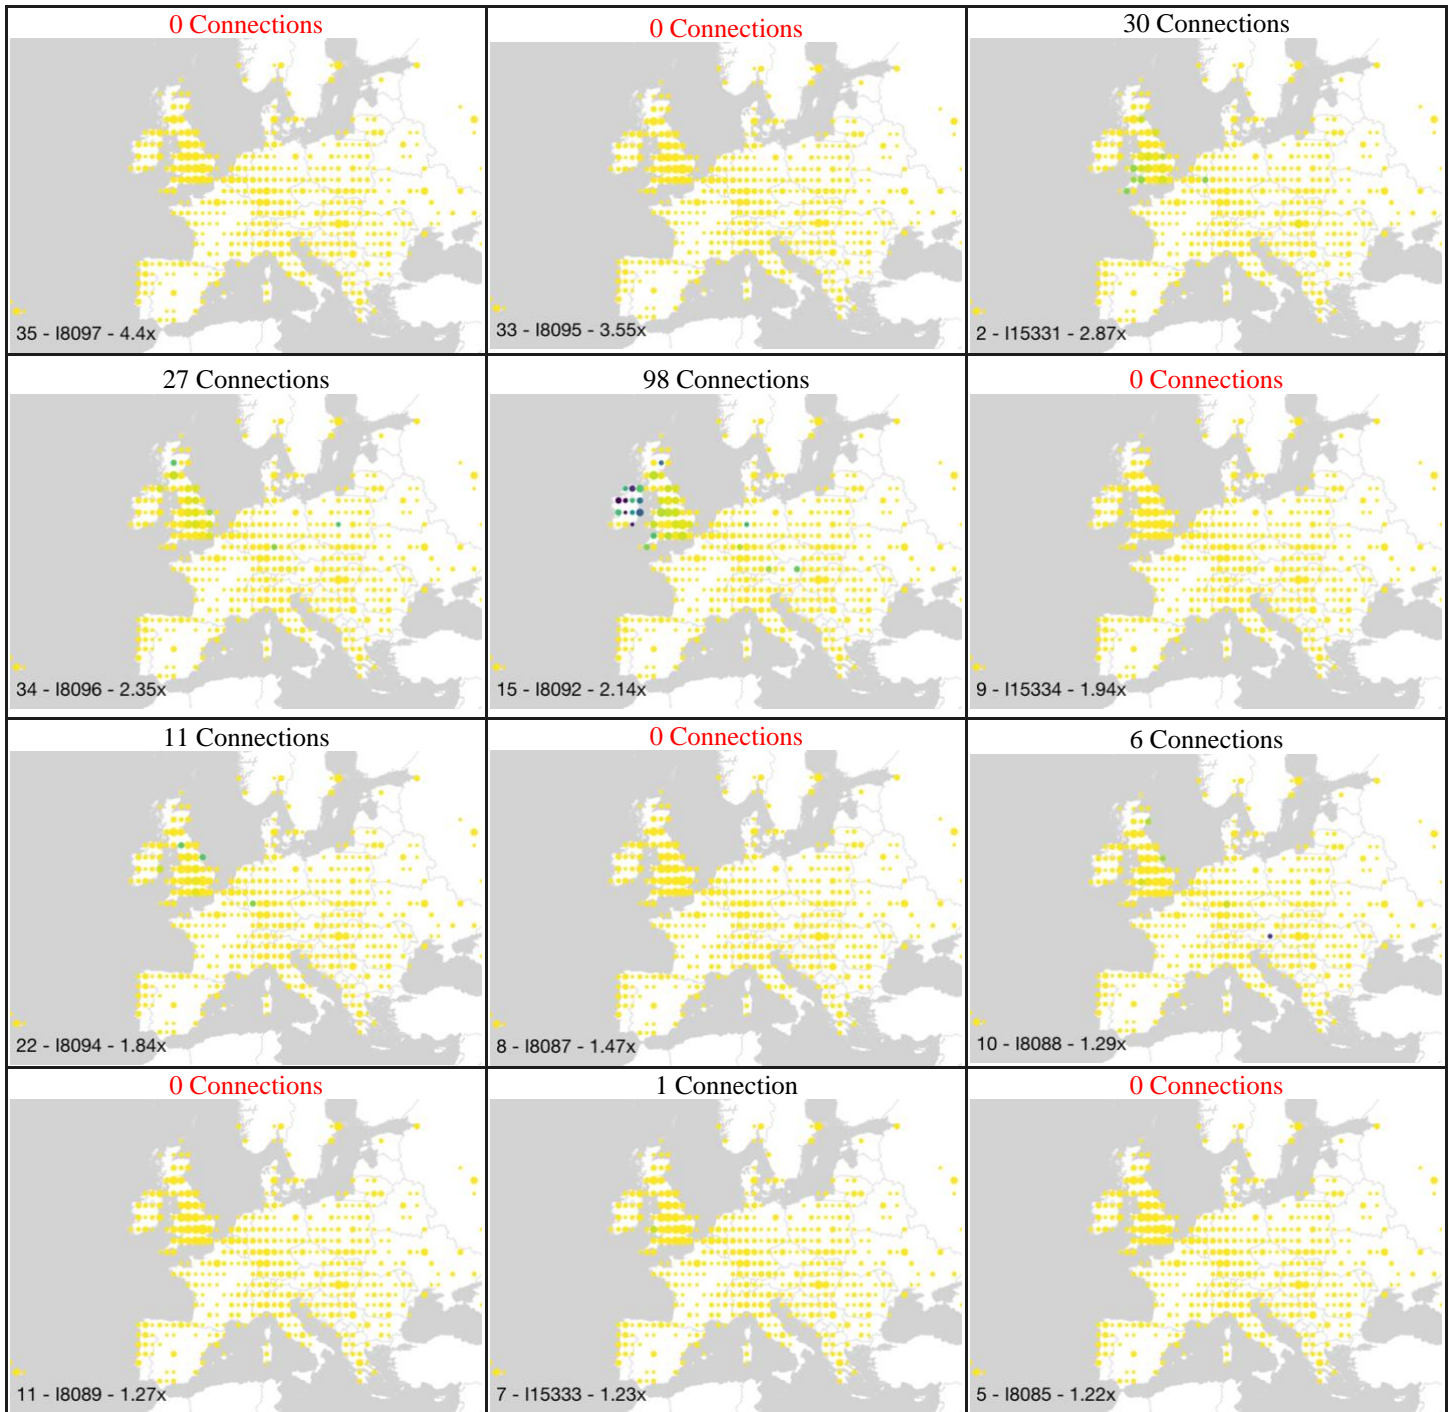 0 Connections
0 Connections
30 Connections
35 - I8097 - 4.4x
33 - I8095 - 3.55x
2 - I15331 - 2.87x
27 Connections
98 Connections
0 Connections
34 - I8096 - 2.35x
15 - I8092 - 2.14x
9 - I15334 - 1.94x
11 Connections
0 Connections
6 Connections
22 - I8094 - 1.84x
8 - I8087 - 1.47x
10 - I8088 - 1.29x
0 Connections
1 Connection
0 Connections
11 - I8089 - 1.27x
7 - I15333 - 1.23x
5 - I8085 - 1.22x